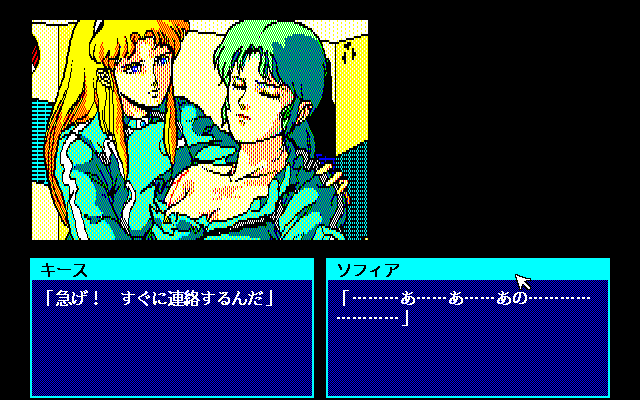 キース
「急げ！　すぐに連絡するんだ」
ソフィア
「………あ……あ……あの…………
………………」